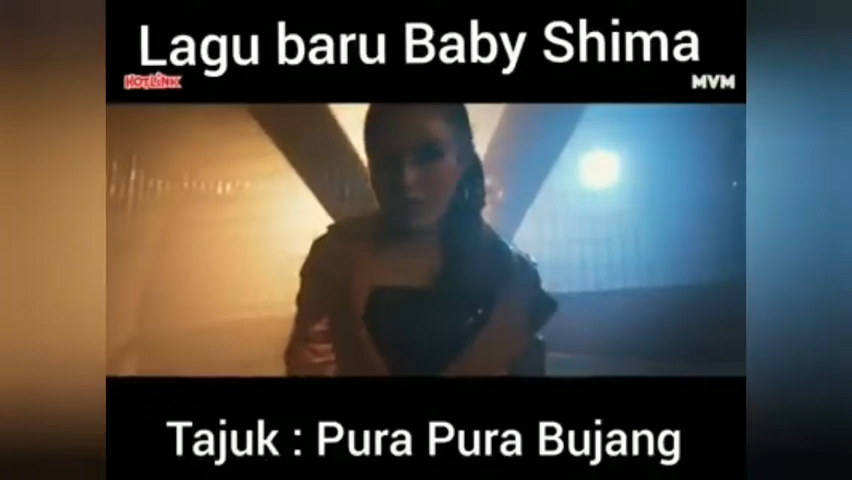 Lagu baru Baby Shima
HOTLINK
MVM
Tajuk : Pura Pura Bujang